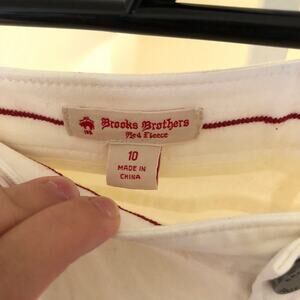 Brooks Brothers
Red Fleece
10
MADE IN
CHINA